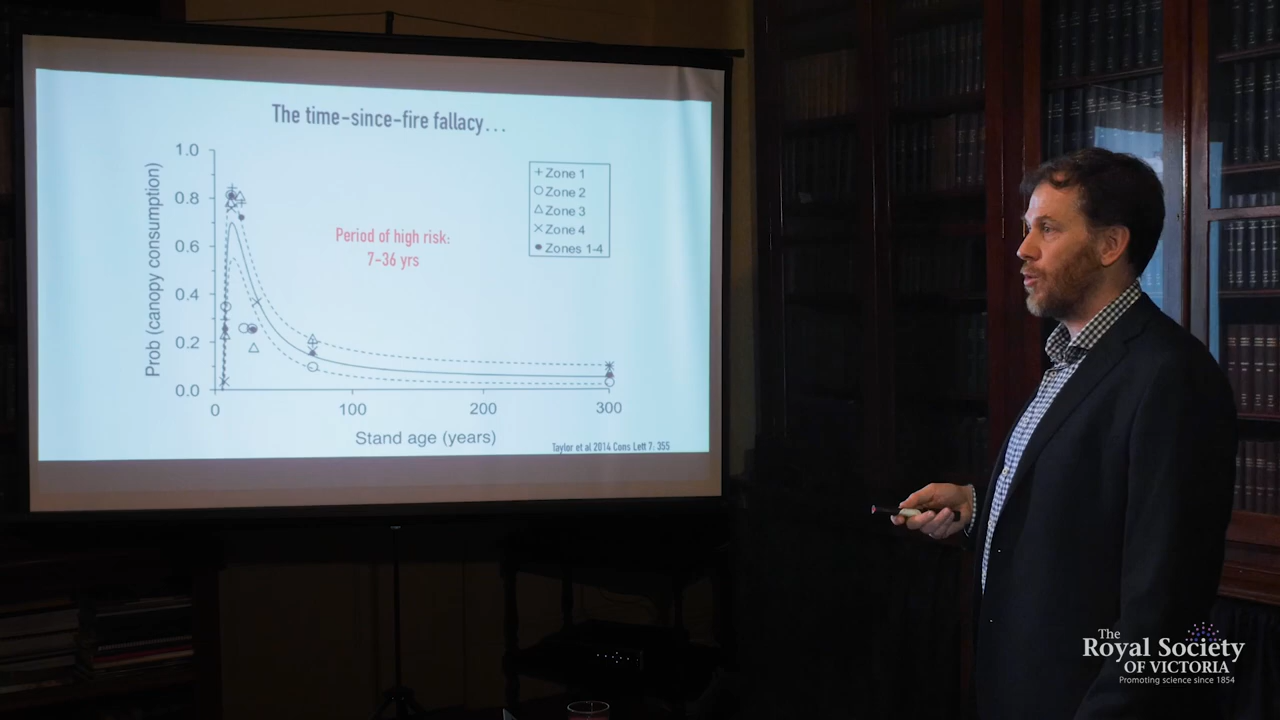 The time-since-fire fallacy...
1.0
0.8
0.6
0.4
0.2
0.0
Prob (canopy consumption)
+ Zone 1
○ Zone 2
△ Zone 3
× Zone 4
● Zones 1-4
Period of high risk:
7-36 yrs
0
100
200
300
Stand age (years)
Taylor et al 2014 Cons Lett 7: 355
The
Royal Society
OF VICTORIA
Promoting science since 1854